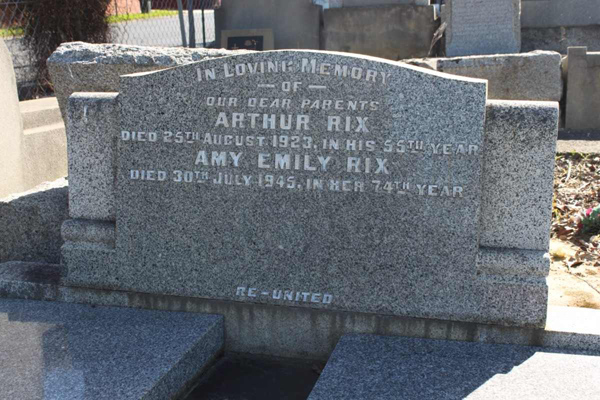 In Loving Memory
— OF —
OUR DEAR PARENTS
ARTHUR RIX
DIED 25TH AUGUST 1923, IN HIS 55TH YEAR
AMY EMILY RIX
DIED 30TH JULY 1945, IN HER 74TH YEAR
RE-UNITED